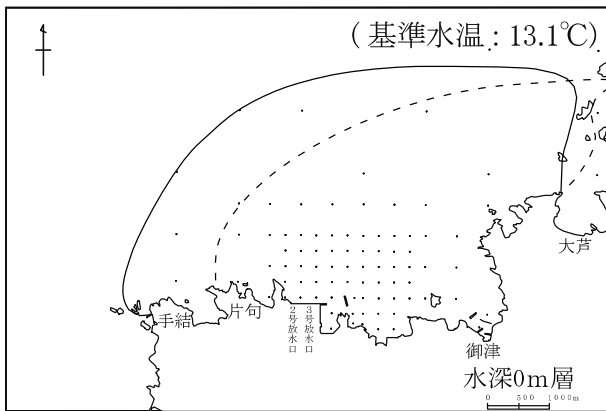 (基準水温:13.1℃)
大芦
手結
片句
2号放水口
3号放水口
御津
水深0m層
0 500 1000m